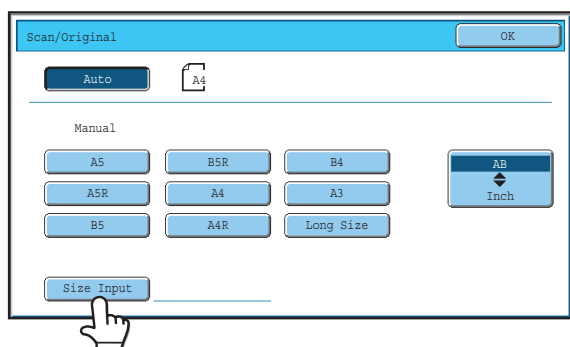 Scan/Original OK
Auto A4
Manual
A5 B5R B4 AB
A5R A4 A3 Inch
B5 A4R Long Size
Size Input